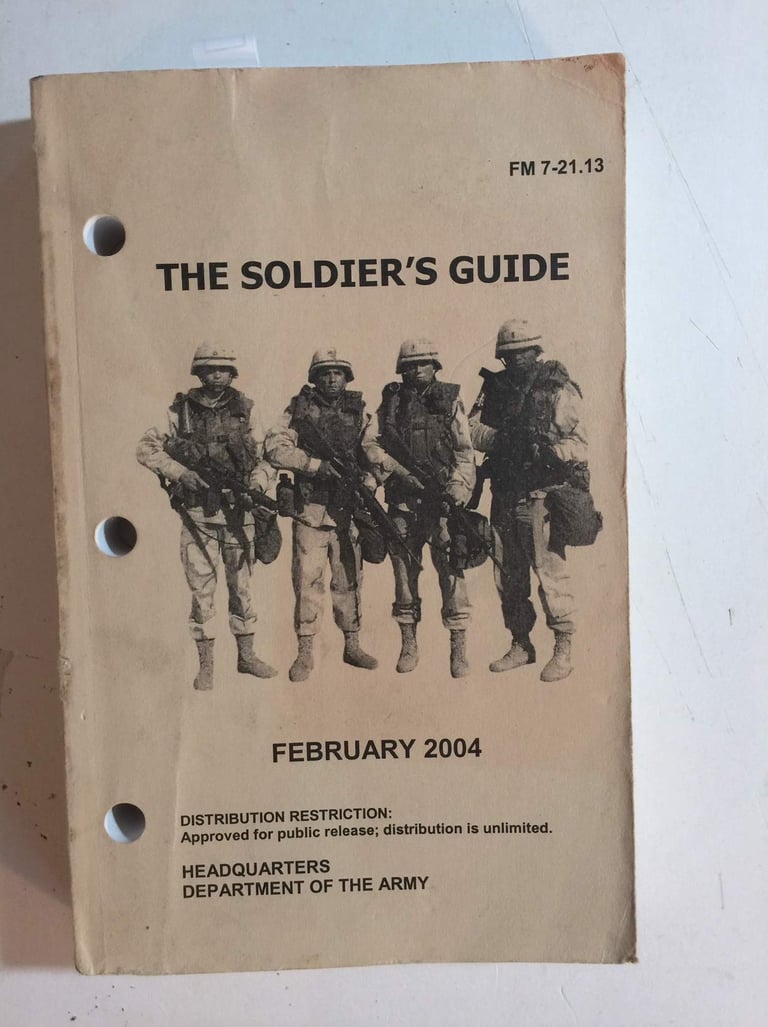 FM 7-21.13
THE SOLDIER'S GUIDE
FEBRUARY 2004
DISTRIBUTION RESTRICTION:
Approved for public release; distribution is unlimited.
HEADQUARTERS
DEPARTMENT OF THE ARMY